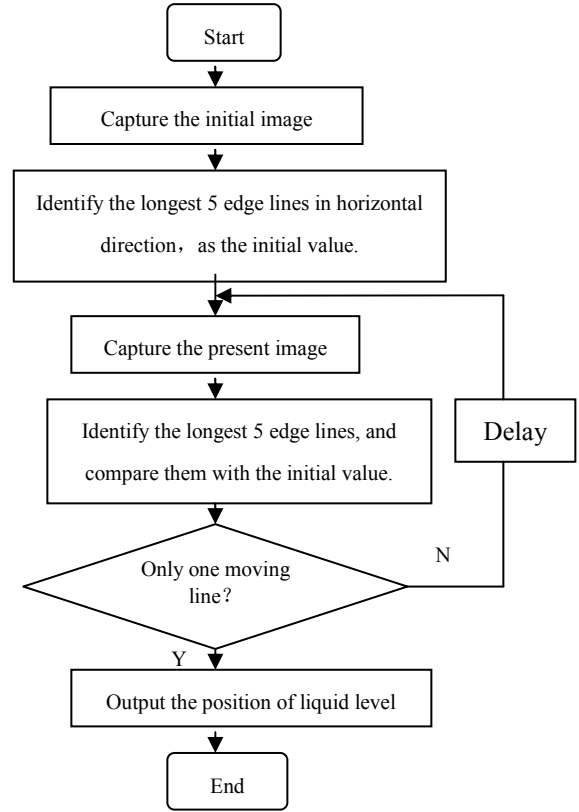 Start
Capture the initial image
Identify the longest 5 edge lines in horizontal
direction，as the initial value.
Capture the present image
Identify the longest 5 edge lines, and
compare them with the initial value.
Delay
Only one moving
line？
N
Y
Output the position of liquid level
End